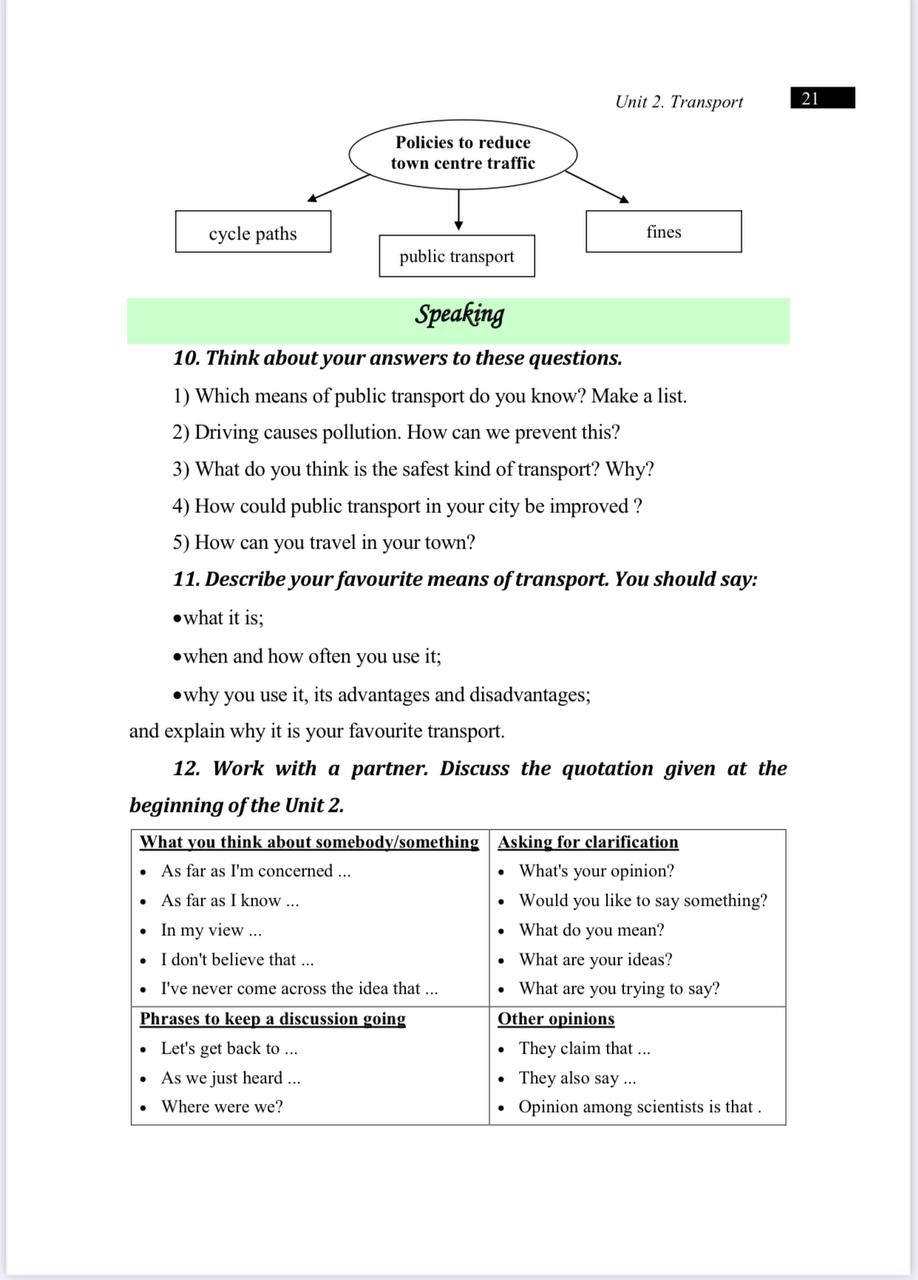 Unit 2. Transport
21
Policies to reduce
town centre traffic
cycle paths
public transport
fines
Speaking
10. Think about your answers to these questions.
1) Which means of public transport do you know? Make a list.
2) Driving causes pollution. How can we prevent this?
3) What do you think is the safest kind of transport? Why?
4) How could public transport in your city be improved ?
5) How can you travel in your town?
11. Describe your favourite means of transport. You should say:
•what it is;
•when and how often you use it;
•why you use it, its advantages and disadvantages;
and explain why it is your favourite transport.
12. Work with a partner. Discuss the quotation given at the
beginning of the Unit 2.
What you think about somebody/something
• As far as I'm concerned ...
• As far as I know ...
• In my view ...
• I don't believe that ...
• I've never come across the idea that ...
Asking for clarification
• What's your opinion?
• Would you like to say something?
• What do you mean?
• What are your ideas?
• What are you trying to say?
Phrases to keep a discussion going
• Let's get back to ...
• As we just heard ...
• Where were we?
Other opinions
• They claim that ...
• They also say ...
• Opinion among scientists is that .